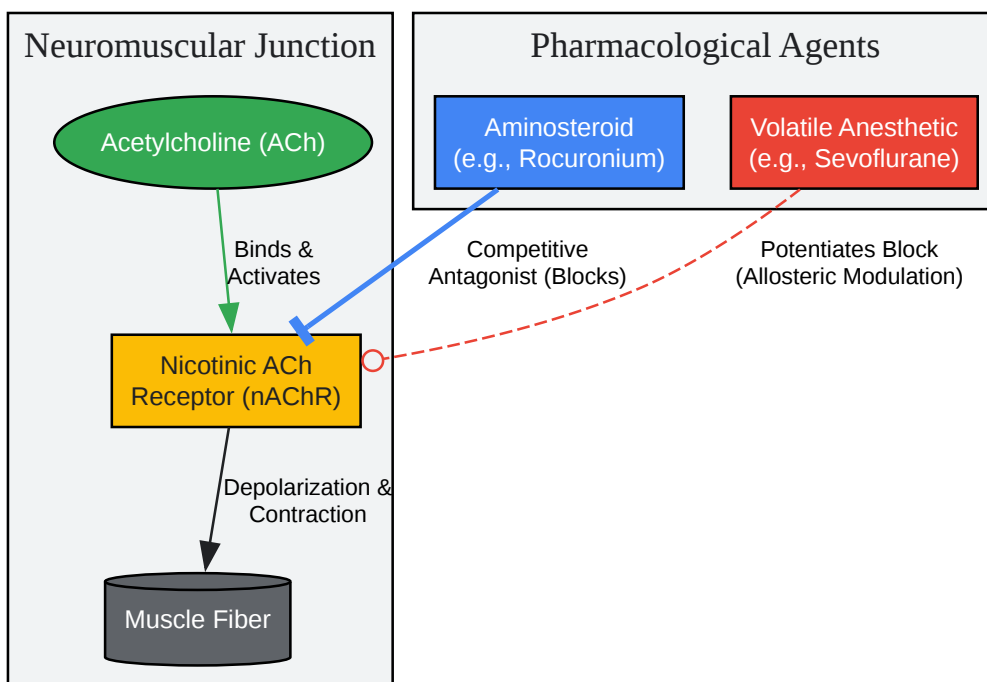 Neuromuscular Junction
Pharmacological Agents
Acetylcholine (ACh)
Aminosteroid
(e.g., Rocuronium)
Volatile Anesthetic
(e.g., Sevoflurane)
Binds &
Activates
Competitive
Antagonist (Blocks)
Potentiates Block
(Allosteric Modulation)
Nicotinic ACh
Receptor (nAChR)
Depolarization &
Contraction
Muscle Fiber